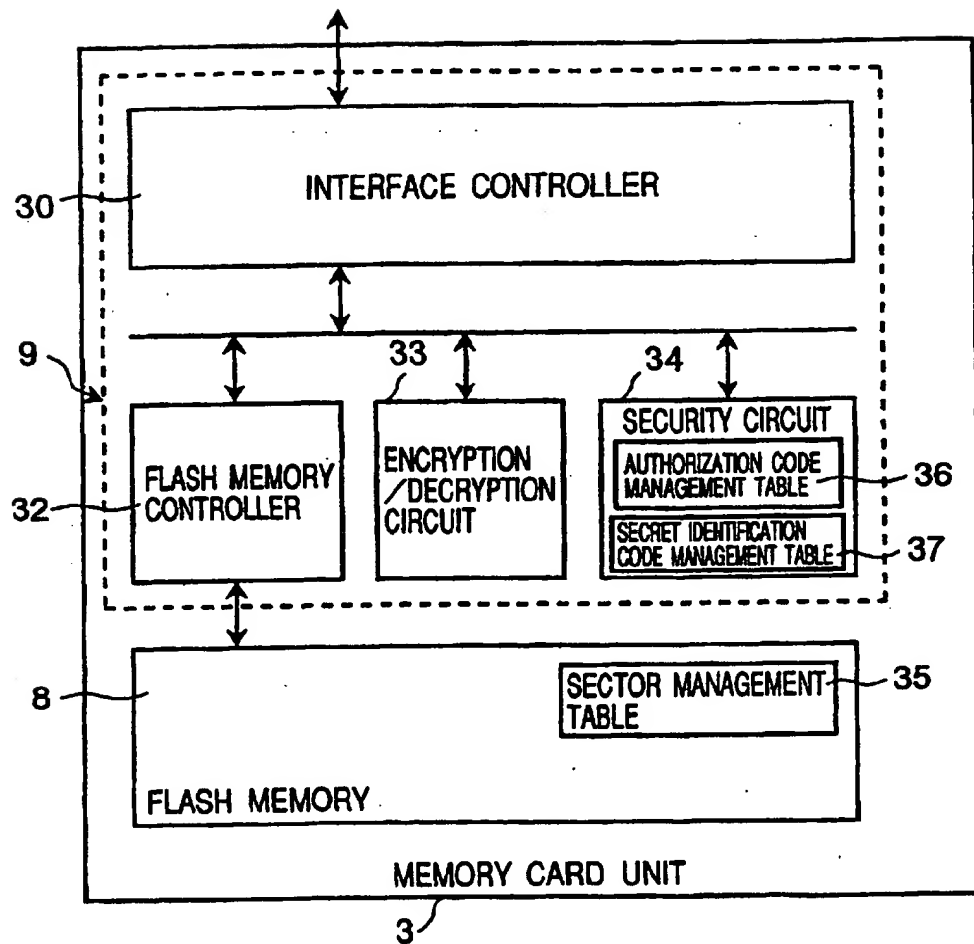 INTERFACE CONTROLLER
30
9
33
34
FLASH MEMORY
CONTROLLER
32
ENCRYPTION
/DECRYPTION
CIRCUIT
SECURITY CIRCUIT
AUTHORIZATION CODE
MANAGEMENT TABLE
36
SECRET IDENTIFICATION
CODE MANAGEMENT TABLE
37
8
SECTOR MANAGEMENT
TABLE
35
FLASH MEMORY
MEMORY CARD UNIT
3